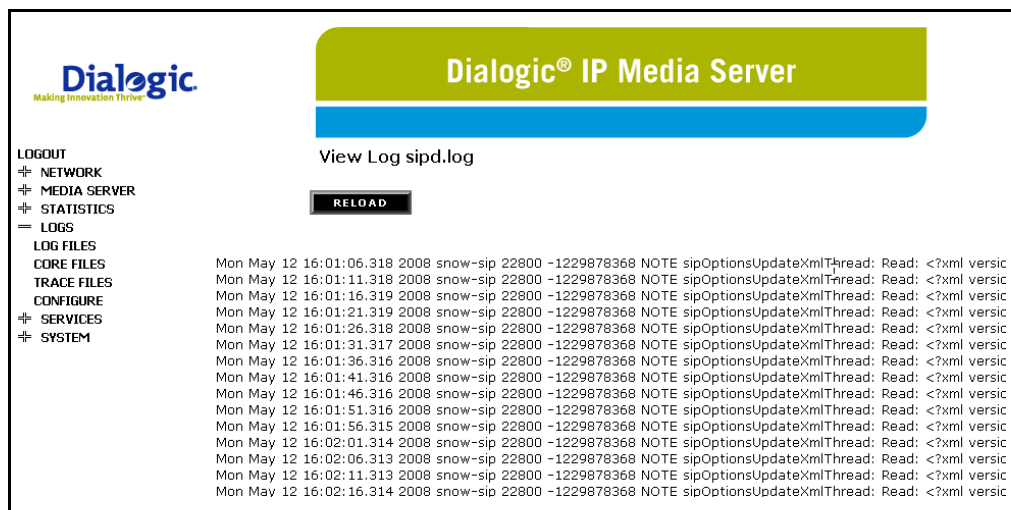 Dialogic.
Making Innovation Thrive™
Dialogic® IP Media Server
LOGOUT
NETWORK
MEDIA SERVER
STATISTICS
LOGS
LOG FILES
CORE FILES
TRACE FILES
CONFIGURE
SERVICES
SYSTEM
View Log sipd.log
RELOAD
Mon May 12 16:01:06.318 2008 snow-sip 22800 -1229878368 NOTE sipOptionsUpdateXmlThread: Read: <?xml versic
Mon May 12 16:01:11.318 2008 snow-sip 22800 -1229878368 NOTE sipOptionsUpdateXmlThread: Read: <?xml versic
Mon May 12 16:01:16.319 2008 snow-sip 22800 -1229878368 NOTE sipOptionsUpdateXmlThread: Read: <?xml versic
Mon May 12 16:01:21.319 2008 snow-sip 22800 -1229878368 NOTE sipOptionsUpdateXmlThread: Read: <?xml versic
Mon May 12 16:01:26.318 2008 snow-sip 22800 -1229878368 NOTE sipOptionsUpdateXmlThread: Read: <?xml versic
Mon May 12 16:01:31.317 2008 snow-sip 22800 -1229878368 NOTE sipOptionsUpdateXmlThread: Read: <?xml versic
Mon May 12 16:01:36.316 2008 snow-sip 22800 -1229878368 NOTE sipOptionsUpdateXmlThread: Read: <?xml versic
Mon May 12 16:01:41.316 2008 snow-sip 22800 -1229878368 NOTE sipOptionsUpdateXmlThread: Read: <?xml versic
Mon May 12 16:01:46.316 2008 snow-sip 22800 -1229878368 NOTE sipOptionsUpdateXmlThread: Read: <?xml versic
Mon May 12 16:01:51.316 2008 snow-sip 22800 -1229878368 NOTE sipOptionsUpdateXmlThread: Read: <?xml versic
Mon May 12 16:01:56.315 2008 snow-sip 22800 -1229878368 NOTE sipOptionsUpdateXmlThread: Read: <?xml versic
Mon May 12 16:02:01.314 2008 snow-sip 22800 -1229878368 NOTE sipOptionsUpdateXmlThread: Read: <?xml versic
Mon May 12 16:02:06.313 2008 snow-sip 22800 -1229878368 NOTE sipOptionsUpdateXmlThread: Read: <?xml versic
Mon May 12 16:02:11.313 2008 snow-sip 22800 -1229878368 NOTE sipOptionsUpdateXmlThread: Read: <?xml versic
Mon May 12 16:02:16.314 2008 snow-sip 22800 -1229878368 NOTE sipOptionsUpdateXmlThread: Read: <?xml versic